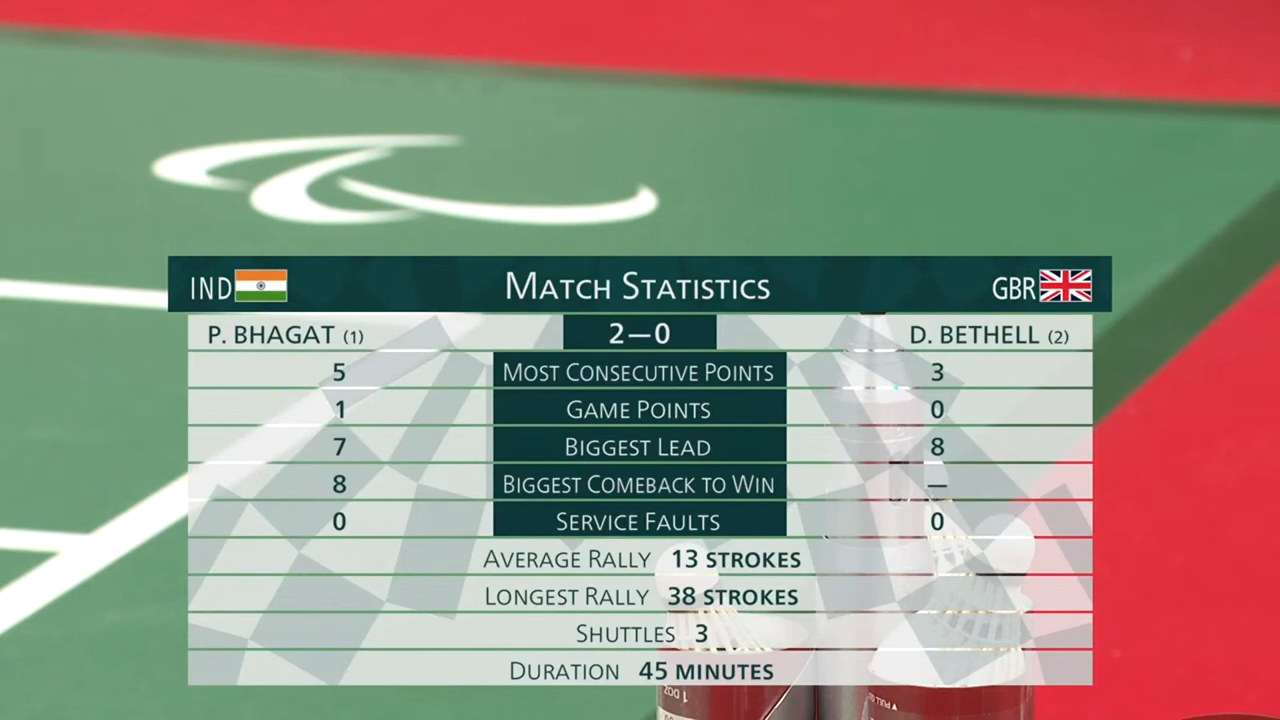 IND MATCH STATISTICS GBR
P. BHAGAT (1) 2—0 D. BETHELL (2)
5 MOST CONSECUTIVE POINTS 3
1 GAME POINTS 0
7 BIGGEST LEAD 8
8 BIGGEST COMEBACK TO WIN —
0 SERVICE FAULTS 0
AVERAGE RALLY 13 STROKES
LONGEST RALLY 38 STROKES
SHUTTLES 3
DURATION 45 MINUTES
1 DOZ